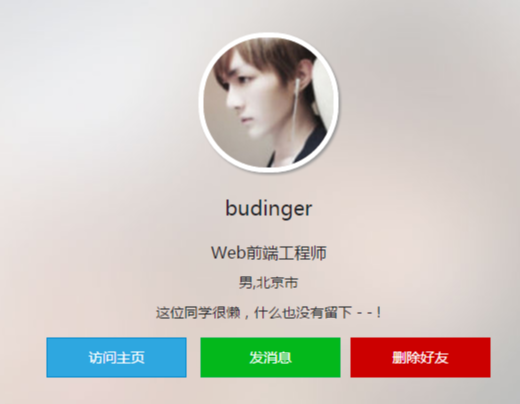 budinger
Web前端工程师
男,北京市
这位同学很懒，什么也没有留下 - - !
访问主页 发消息 删除好友